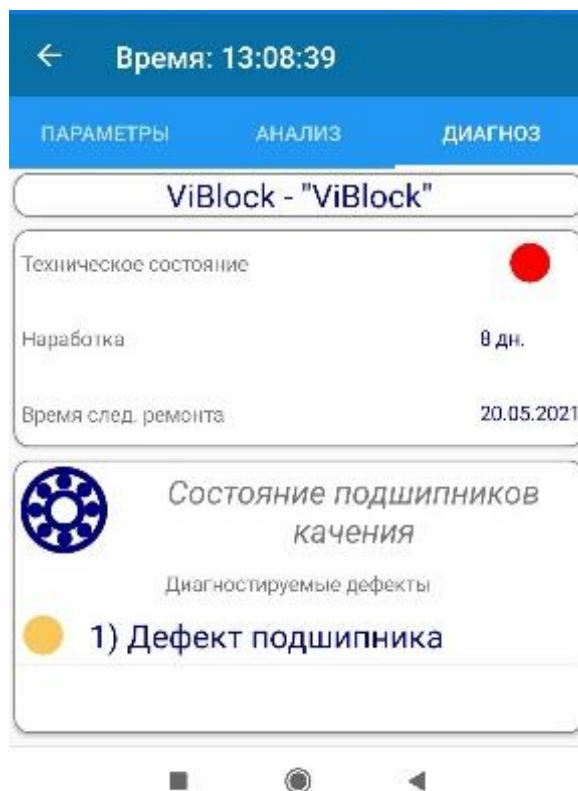 Время: 13:08:39
ПАРАМЕТРЫ АНАЛИЗ ДИАГНОЗ
ViBlock - "ViBlock"
Техническое состояние
Наработка 8 дн.
Время след. ремонта 20.05.2021
Состояние подшипников
качения
Диагностируемые дефекты
1) Дефект подшипника